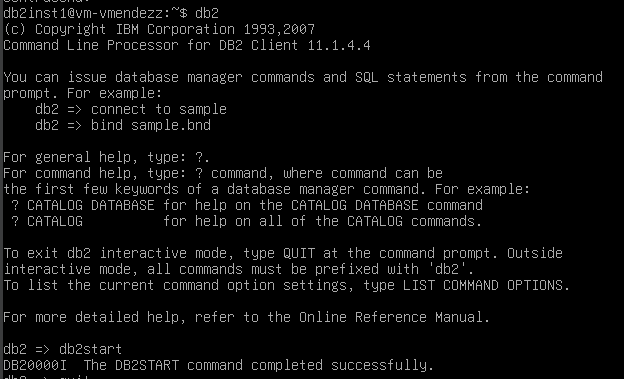 db2inst1@vm-vmendezz:~$ db2
(c) Copyright IBM Corporation 1993,2007
Command Line Processor for DB2 Client 11.1.4.4
You can issue database manager commands and SQL statements from the command
prompt. For example:
    db2 => connect to sample
    db2 => bind sample.bnd
For general help, type: ?.
For command help, type: ? command, where command can be
the first few keywords of a database manager command. For example:
 ? CATALOG DATABASE for help on the CATALOG DATABASE command
 ? CATALOG          for help on all of the CATALOG commands.
To exit db2 interactive mode, type QUIT at the command prompt. Outside
interactive mode, all commands must be prefixed with 'db2'.
To list the current command option settings, type LIST COMMAND OPTIONS.
For more detailed help, refer to the Online Reference Manual.
db2 => db2start
DB20000I  The DB2START command completed successfully.